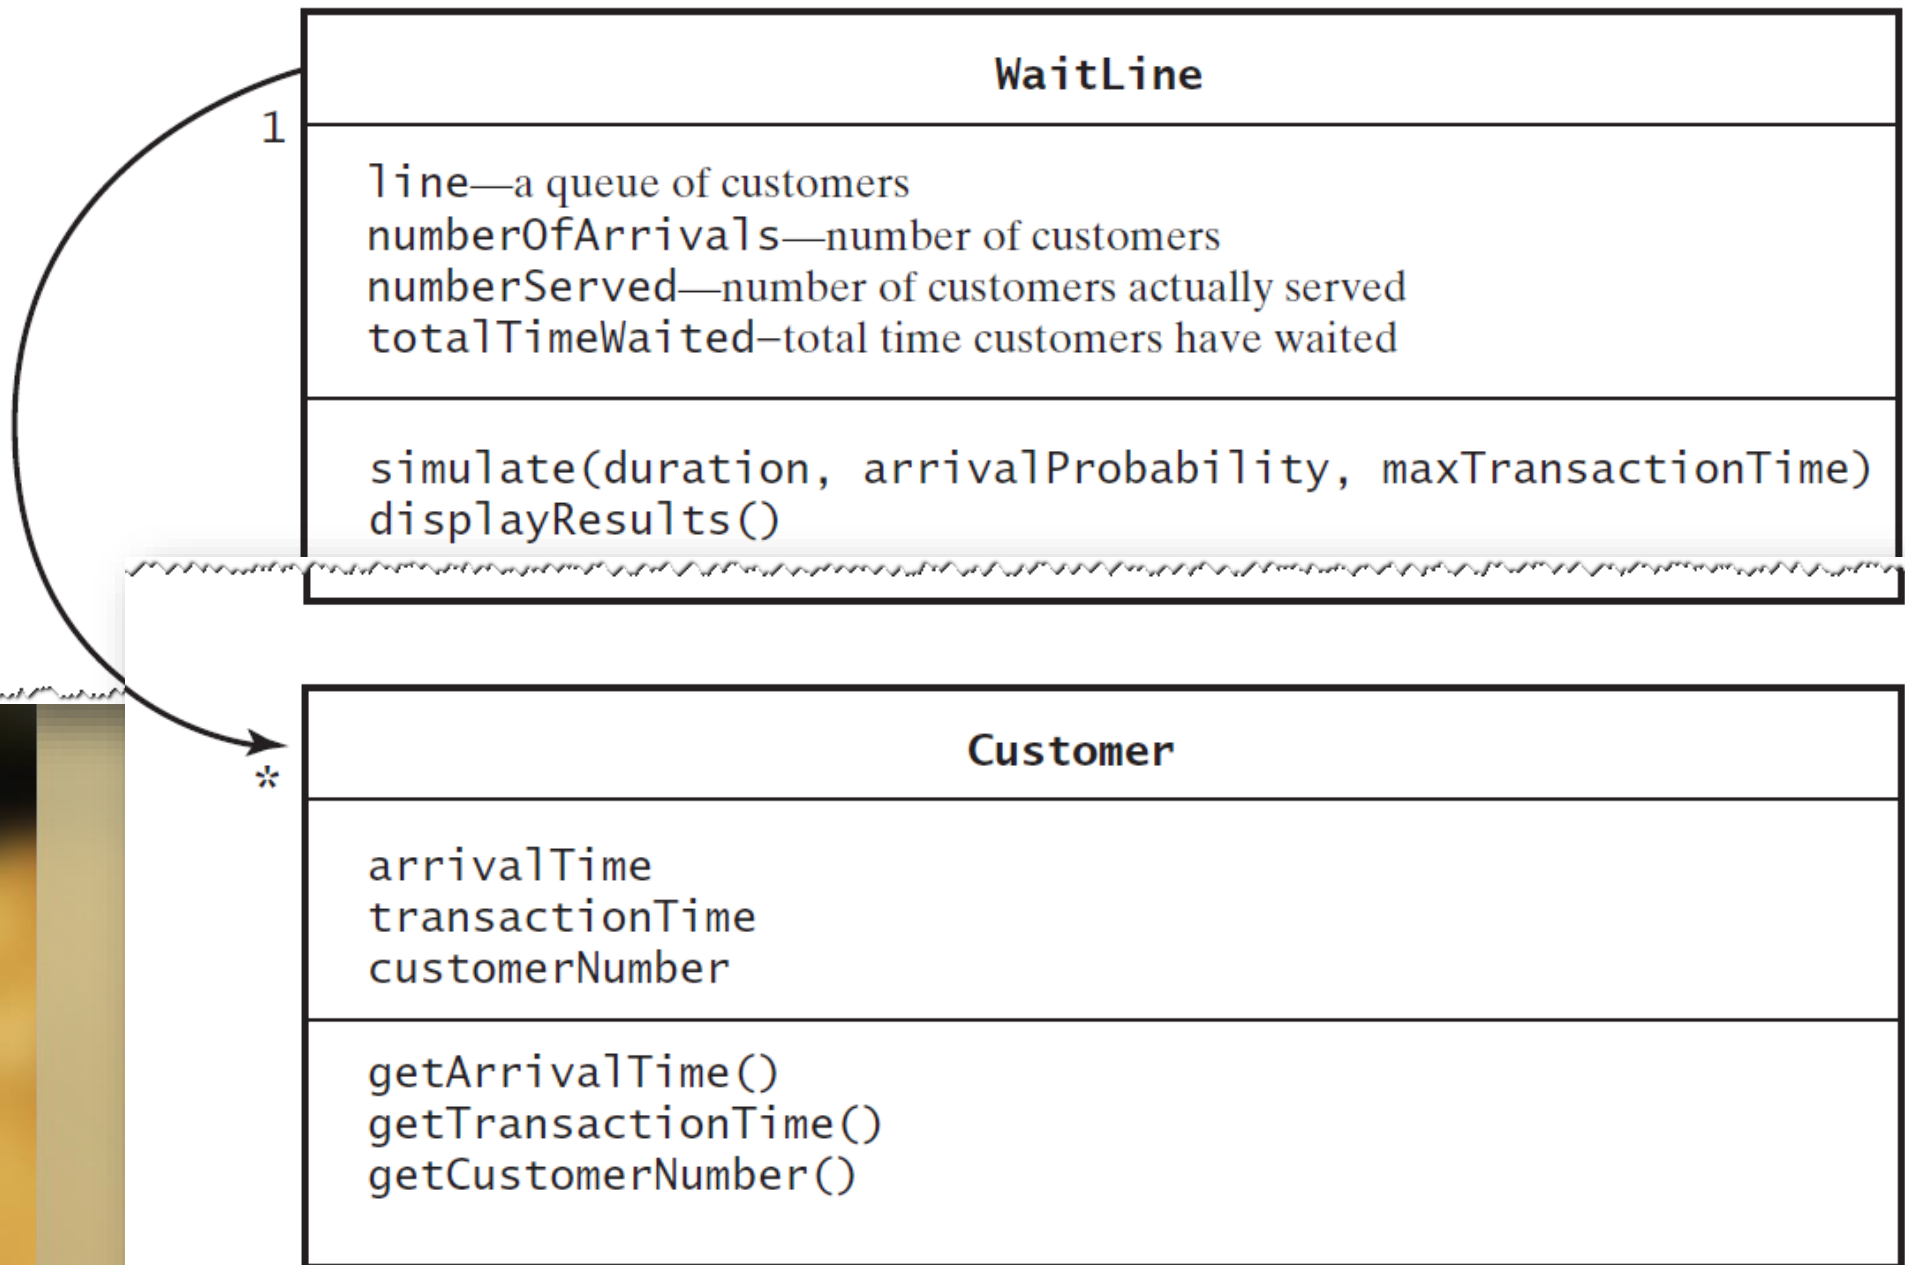 WaitLine
1
line—a queue of customers
numberOfArrivals—number of customers
numberServed—number of customers actually served
totalTimeWaited–total time customers have waited
simulate(duration, arrivalProbability, maxTransactionTime)
displayResults()
*
Customer
arrivalTime
transactionTime
customerNumber
getArrivalTime()
getTransactionTime()
getCustomerNumber()